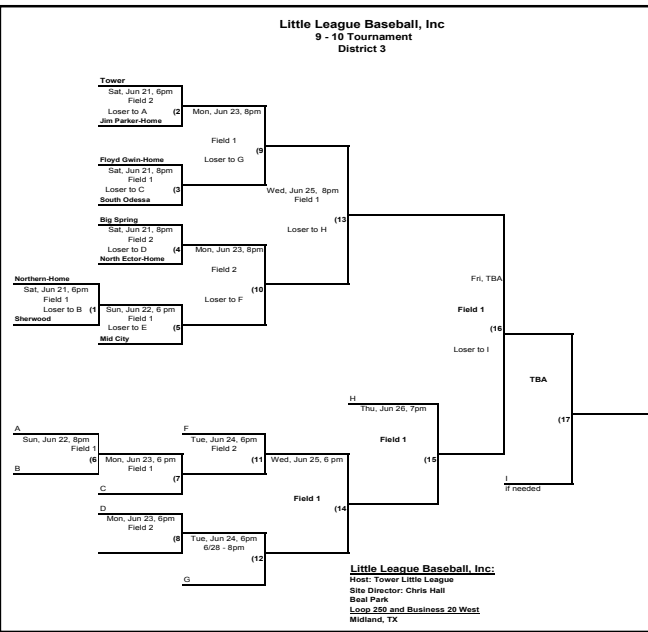 Little League Baseball, Inc
9 - 10 Tournament
District 3
Tower
Sat, Jun 21, 6pm
Field 2
Loser to A (2
Jim Parker-Home
Mon, Jun 23, 8pm
Field 1
(9
Loser to G
Floyd Gwin-Home
Sat, Jun 21, 8pm
Field 1
Loser to C (3
South Odessa
Wed, Jun 25, 8pm
Field 1
(13
Loser to H
Big Spring
Sat, Jun 21, 8pm
Field 2
Loser to D (4
North Ector-Home
Mon, Jun 23, 8pm
Field 2
(10
Loser to F
Northern-Home
Sat, Jun 21, 6pm
Field 1
Loser to B (1
Sherwood
Sun, Jun 22, 6 pm
Field 1
Loser to E (5
Mid City
Fri, TBA
Field 1
(16
Loser to I
TBA
(17
I
if needed
H
Thu, Jun 26, 7pm
Field 1
(15
A
Sun, Jun 22, 8pm
Field 1
(6
B
Mon, Jun 23, 6 pm
Field 1
(7
C
F
Tue, Jun 24, 6pm
Field 2
(11
Wed, Jun 25, 6 pm
Field 1
(14
D
Mon, Jun 23, 6pm
Field 2
(8
Tue, Jun 24, 6pm
6/28 - 8pm
(12
G
Little League Baseball, Inc:
Host: Tower Little League
Site Director: Chris Hall
Beal Park
Loop 250 and Business 20 West
Midland, TX